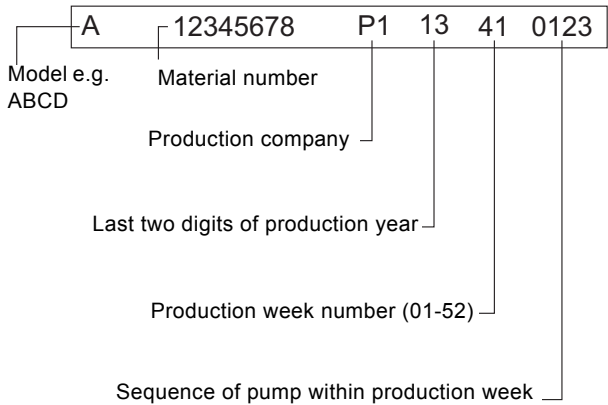 A 12345678 P1 13 41 0123
Model e.g. Material number
ABCD
Production company
Last two digits of production year
Production week number (01-52)
Sequence of pump within production week